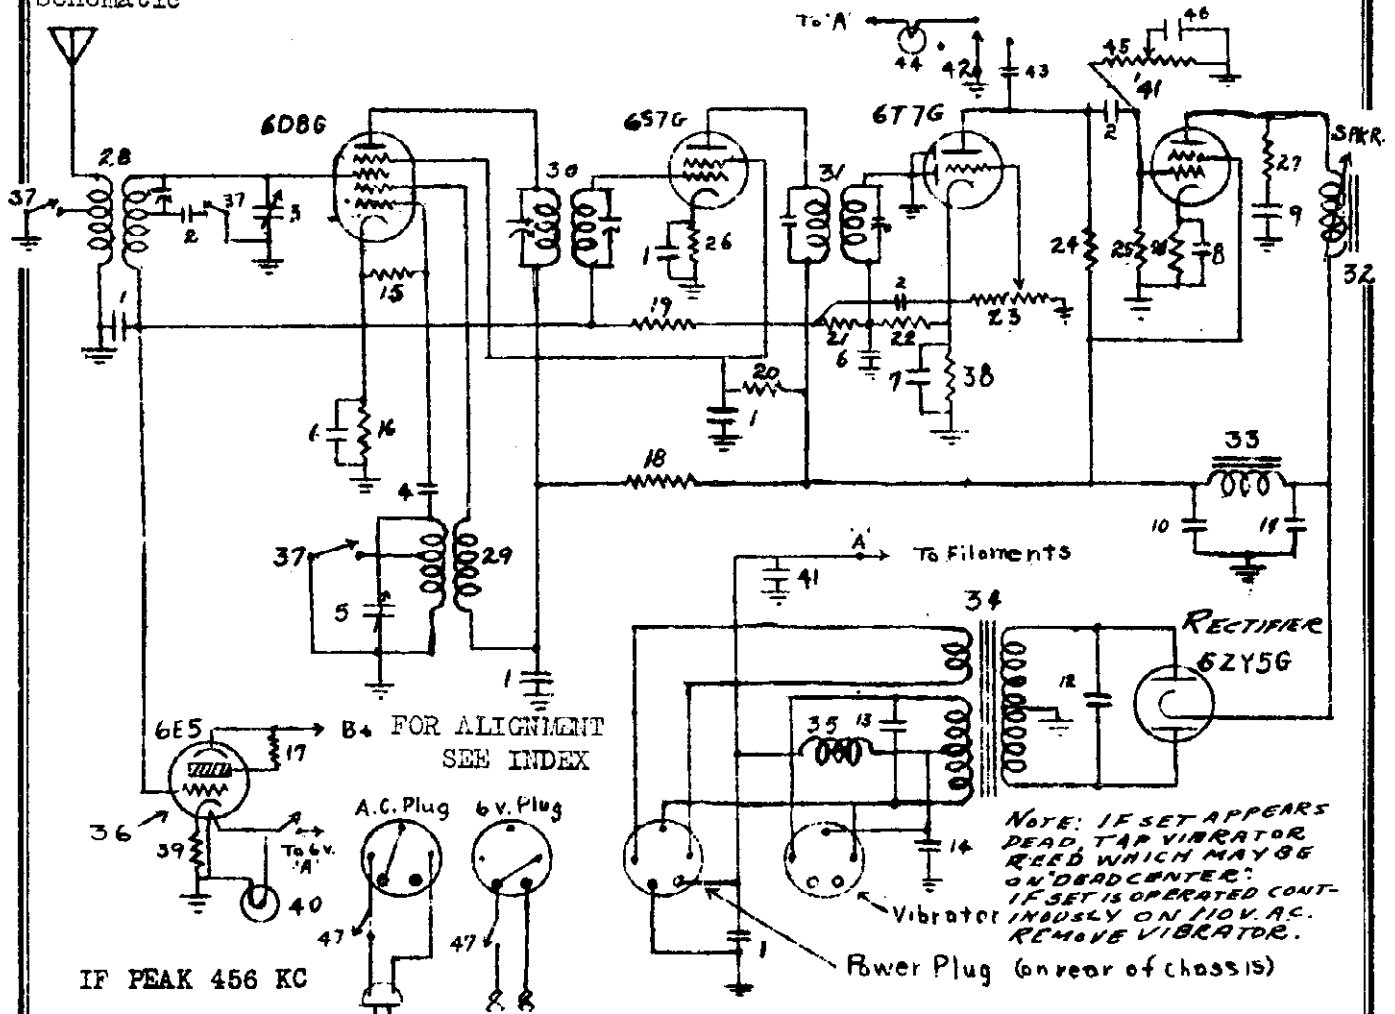 Schematic
To 'A'
44
42
43
46
45
'41
2
6D8G
6S7G
6T7G
SPKR.
28
37
37
2
3
30
31
27
9
1
26
24
25
8
32
15
1
19
2
23
21
22
6
20
7
38
1
16
18
33
4
10
'A'
To Filaments
37
29
41
5
34
RECTIFIER
6ZY5G
1
12
6E5
B+
FOR ALIGNMENT
SEE INDEX
17
35
13
A.C. Plug
6 v. Plug
36
39
To 6v.
'A'
40
14
NOTE: IF SET APPEARS
DEAD, TAP VIBRATOR
REED WHICH MAY BE
ON "DEAD CENTER".
IF SET IS OPERATED CONT-
INOUSLY ON 110V. A.C.
REMOVE VIBRATOR.
Vibrator
47
47
1
IF PEAK 456 KC
Power Plug (on rear of chassis)